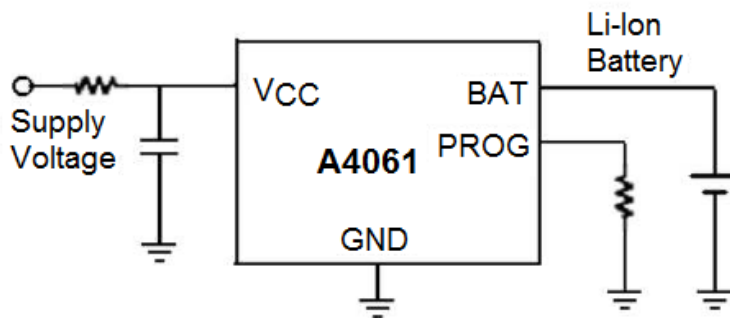 Supply
Voltage
VCC
A4061
GND
BAT
PROG
Li-Ion
Battery